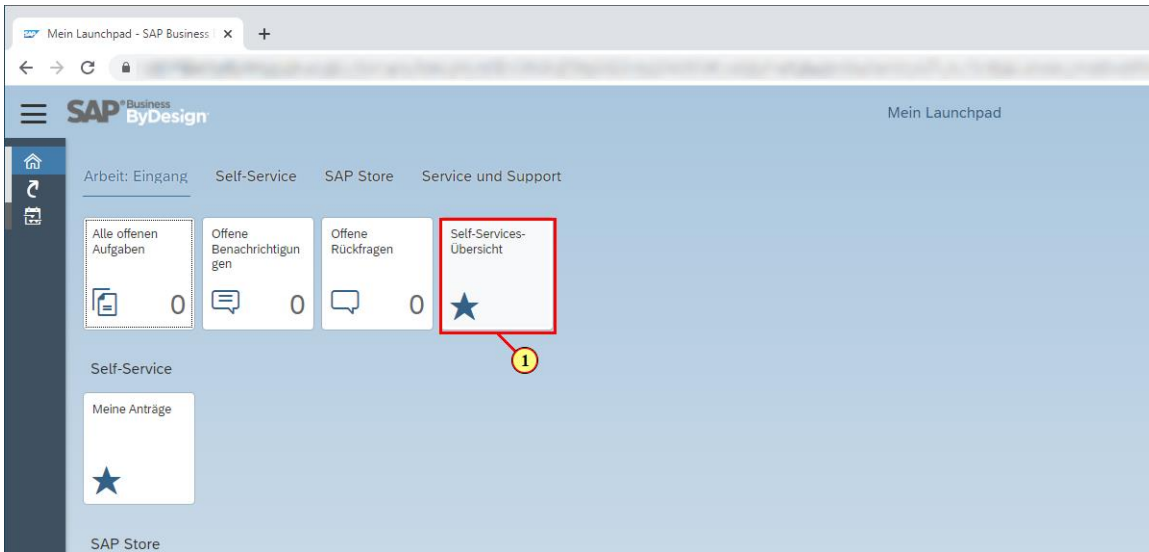 Mein Launchpad - SAP Business
SAP Business ByDesign
Mein Launchpad
Arbeit: Eingang Self-Service SAP Store Service und Support
Alle offenen
Aufgaben
0
Offene
Benachrichtigun
gen
0
Offene
Rückfragen
0
Self-Services-
Übersicht
1
Self-Service
Meine Anträge
SAP Store